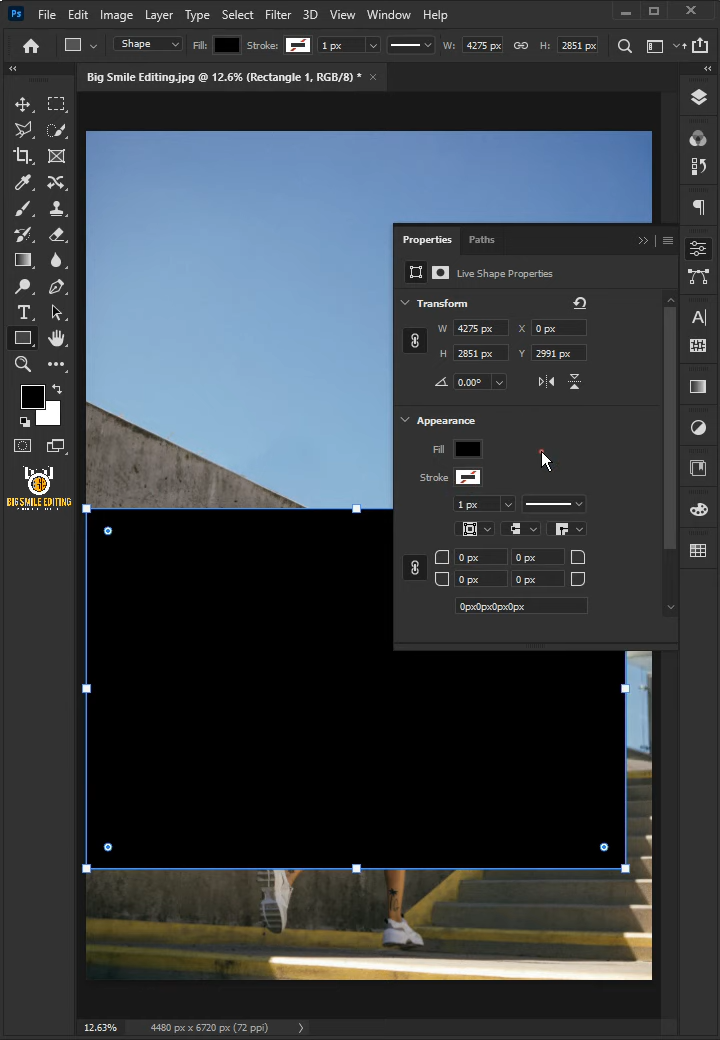 Ps File Edit Image Layer Type Select Filter 3D View Window Help
Shape Fill: Stroke: 1 px W: 4275 px H: 2851 px
Big Smile Editing.jpg @ 12.6% (Rectangle 1, RGB/8) *
Properties Paths
Live Shape Properties
Transform
W 4275 px X 0 px
H 2851 px Y 2991 px
0.00°
Appearance
Fill
Stroke
1 px
0 px 0 px
0 px 0 px
0px0px0px0px
BIG SMILE EDITING
12.63% 4480 px x 6720 px (72 ppi)